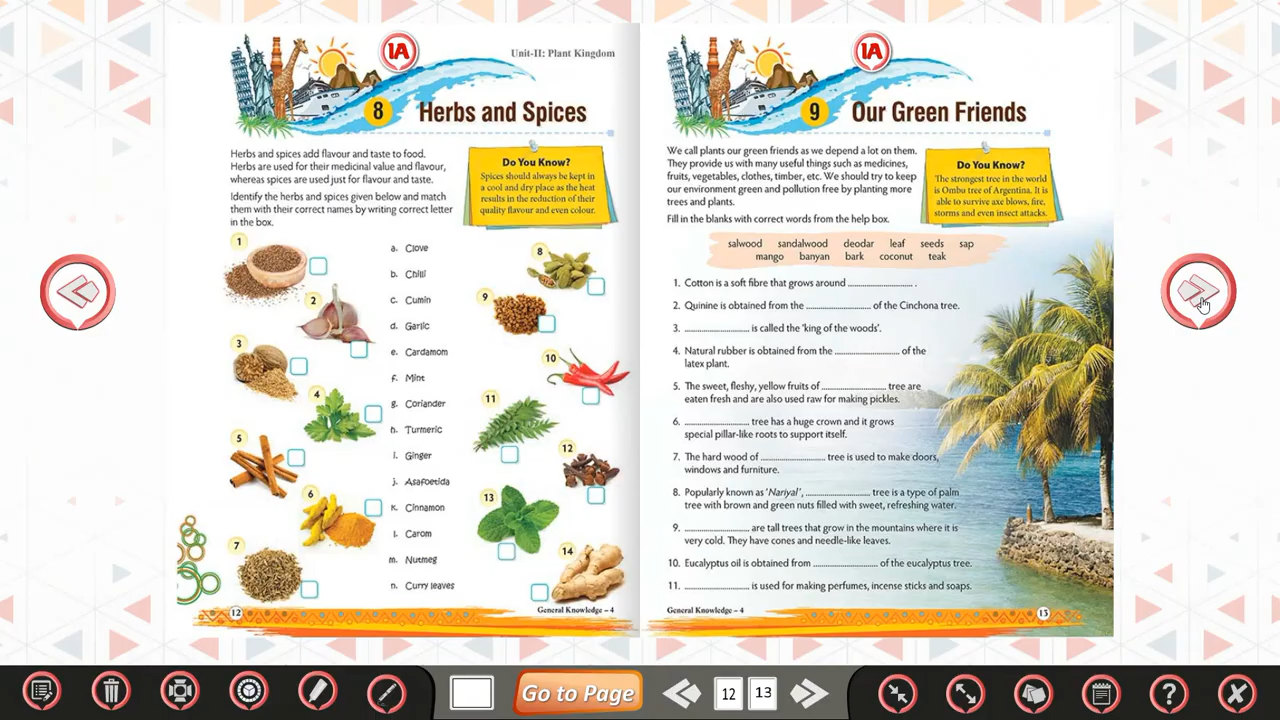 1A
Unit-II: Plant Kingdom
8 Herbs and Spices
Herbs and spices add flavour and taste to food.
Herbs are used for their medicinal value and flavour,
whereas spices are used just for flavour and taste.
Identify the herbs and spices given below and match
them with their correct names by writing correct letter
in the box.
Do You Know?
Spices should always be kept in
a cool and dry place as the heat
results in the reduction of their
quality flavour and even colour.
1
2
3
4
5
6
7
a. Clove
b. Chilli
c. Cumin
d. Garlic
e. Cardamom
f. Mint
g. Coriander
h. Turmeric
i. Ginger
j. Asafoetida
k. Cinnamon
l. Carom
m. Nutmeg
n. Curry leaves
8
9
10
11
12
13
14
12
General Knowledge – 4
1A
9 Our Green Friends
We call plants our green friends as we depend a lot on them.
They provide us with many useful things such as medicines,
fruits, vegetables, clothes, timber, etc. We should try to keep
our environment green and pollution free by planting more
trees and plants.
Fill in the blanks with correct words from the help box.
Do You Know?
The strongest tree in the world
is Ombu tree of Argentina. It is
able to survive axe blows, fire,
storms and even insect attacks.
salwood sandalwood deodar leaf seeds sap
mango banyan bark coconut teak
1. Cotton is a soft fibre that grows around ........................ .
2. Quinine is obtained from the ........................ of the Cinchona tree.
3. ........................ is called the 'king of the woods'.
4. Natural rubber is obtained from the ........................ of the
latex plant.
5. The sweet, fleshy, yellow fruits of ........................ tree are
eaten fresh and are also used raw for making pickles.
6. ........................ tree has a huge crown and it grows
special pillar-like roots to support itself.
7. The hard wood of ........................ tree is used to make doors,
windows and furniture.
8. Popularly known as 'Nariyal', ........................ tree is a type of palm
tree with brown and green nuts filled with sweet, refreshing water.
9. ........................ are tall trees that grow in the mountains where it is
very cold. They have cones and needle-like leaves.
10. Eucalyptus oil is obtained from ........................ of the eucalyptus tree.
11. ........................ is used for making perfumes, incense sticks and soaps.
General Knowledge – 4
13
Go to Page
12 13
?